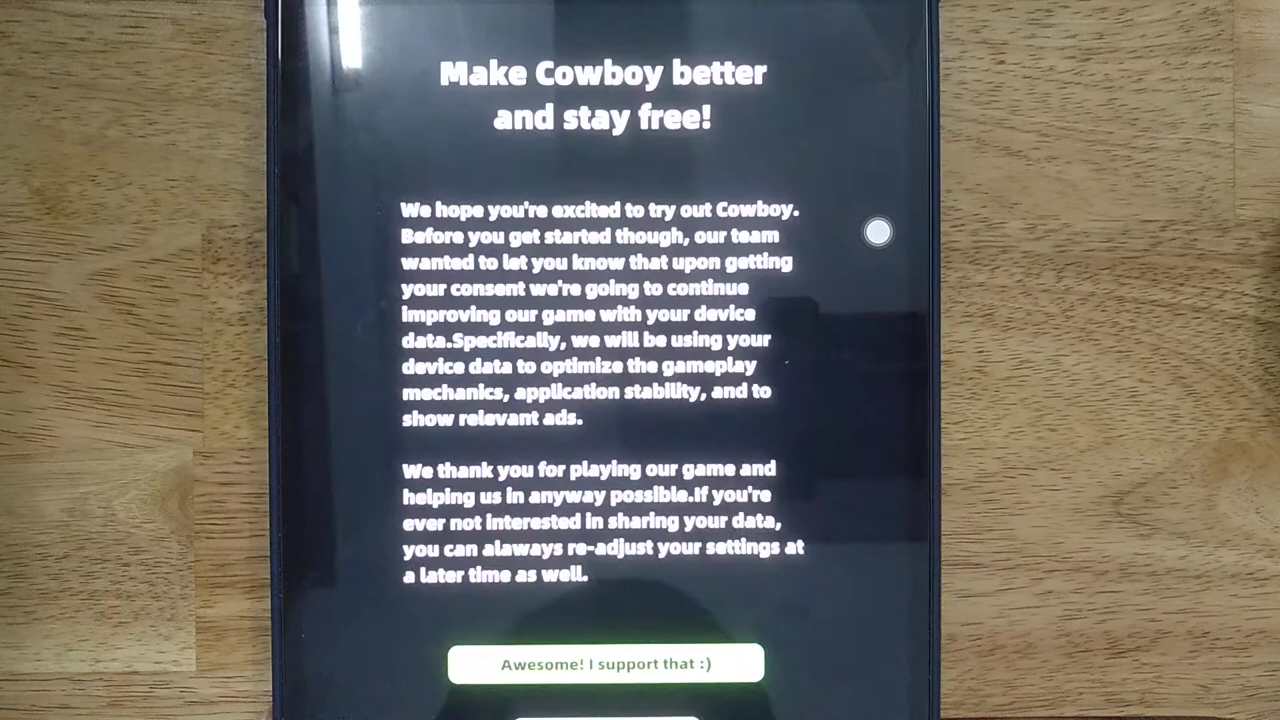 Make Cowboy better
and stay free!
We hope you're excited to try out Cowboy.
Before you get started though, our team
wanted to let you know that upon getting
your consent we're going to continue
improving our game with your device
data.Specifically, we will be using your
device data to optimize the gameplay
mechanics, application stability, and to
show relevant ads.
We thank you for playing our game and
helping us in anyway possible.If you're
ever not interested in sharing your data,
you can alaways re-adjust your settings at
a later time as well.
Awesome! I support that :)